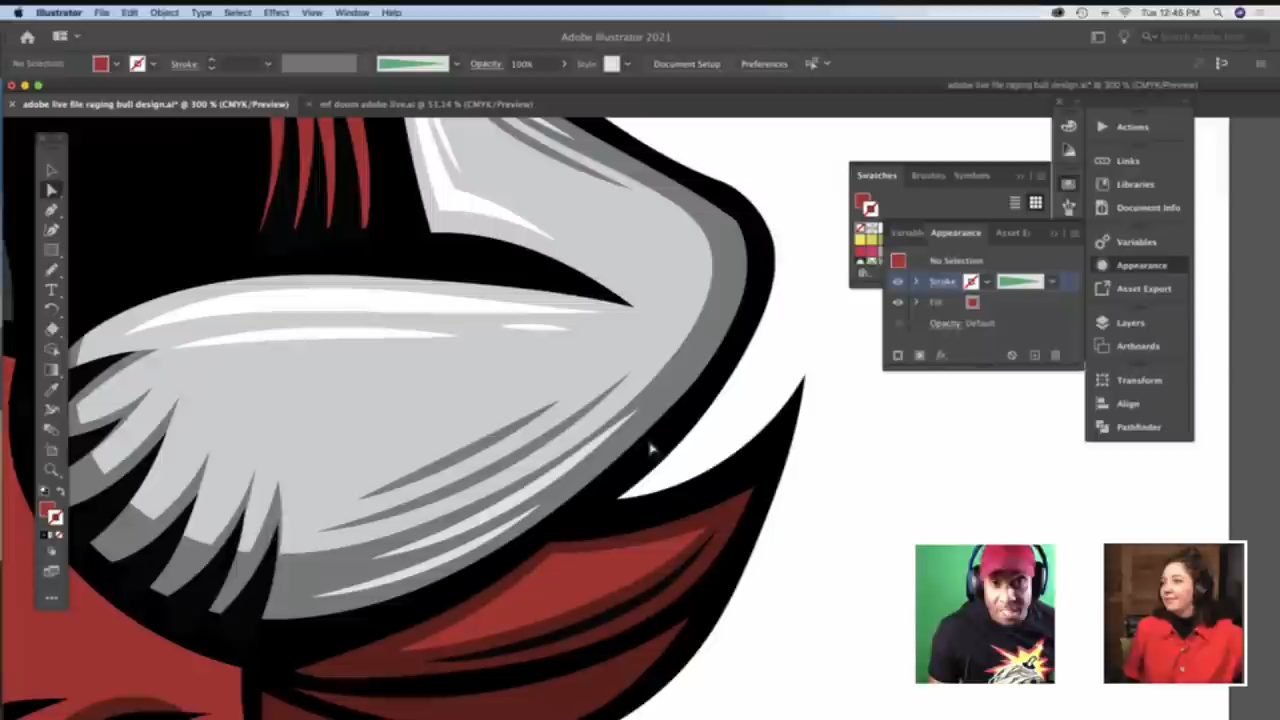 Illustrator File Edit Object Type Select Effect View Window Help
Tue 12:46 PM
Adobe Illustrator 2021
Search Adobe Help
No Selection
Stroke:
Opacity: 100%
Style:
Document Setup
Preferences
adobe live file raging bull design.ai* @ 300 % (CMYK/Preview)
× adobe live file raging bull design.ai* @ 300 % (CMYK/Preview)
× mf doom adobe live.ai @ 51.14 % (CMYK/Preview)
Actions
Links
Libraries
Document Info
Variables
Appearance
Asset Export
Layers
Artboards
Transform
Align
Pathfinder
Swatches Brushes Symbols
Variable Appearance Asset E
No Selection
Stroke
Fill
Opacity: Default
fx